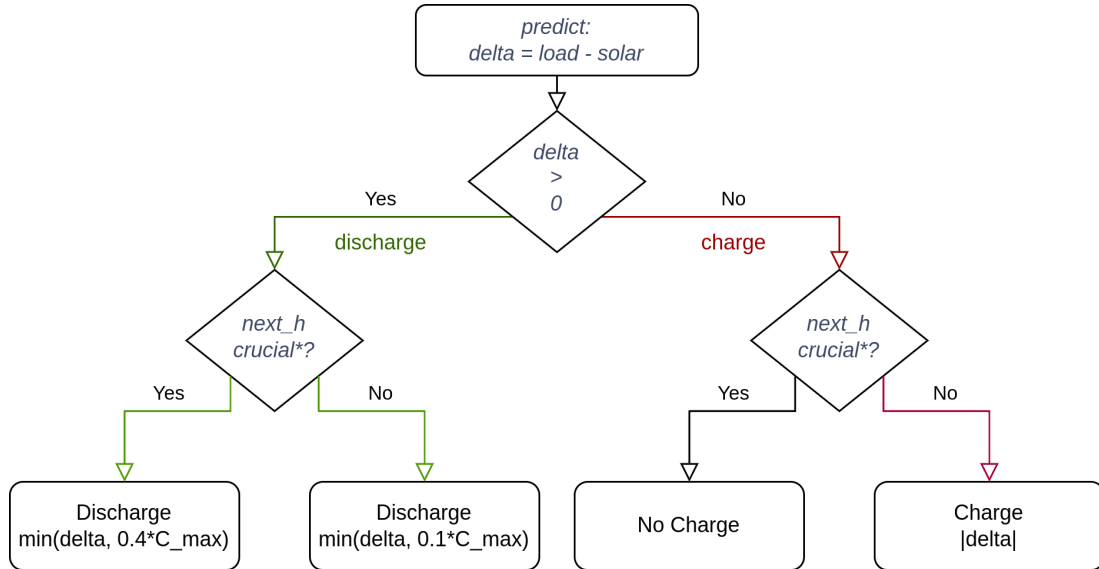 predict:
delta = load - solar
delta
>
0
Yes
No
discharge
charge
next_h
crucial*?
next_h
crucial*?
Yes
No
Yes
No
Discharge
min(delta, 0.4*C_max)
Discharge
min(delta, 0.1*C_max)
No Charge
Charge
|delta|